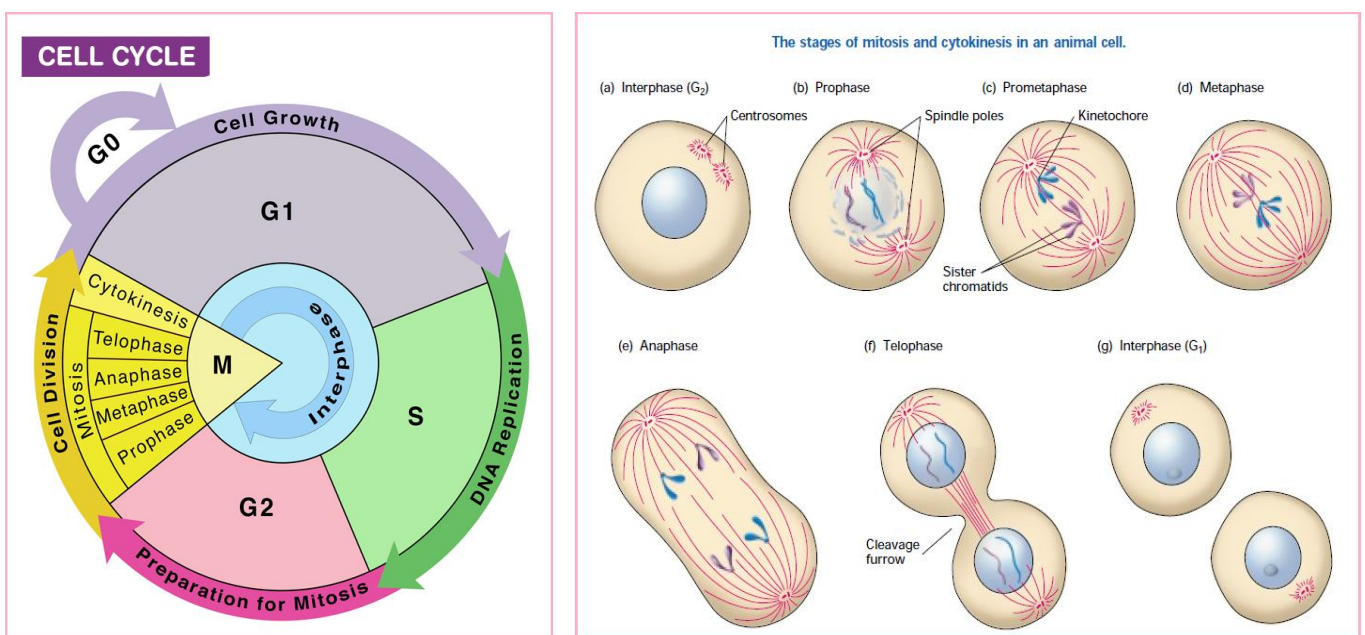 CELL CYCLE
G0
Cell Growth
G1
Cytokinesis
Telophase
Anaphase
Metaphase
Prophase
Mitosis
Cell Division
M
Interphase
S
DNA Replication
G2
Preparation for Mitosis
The stages of mitosis and cytokinesis in an animal cell.
(a) Interphase (G₂)
(b) Prophase
(c) Prometaphase
(d) Metaphase
Centrosomes
Spindle poles
Kinetochore
Sister
chromatids
(e) Anaphase
(f) Telophase
(g) Interphase (G₁)
Cleavage
furrow